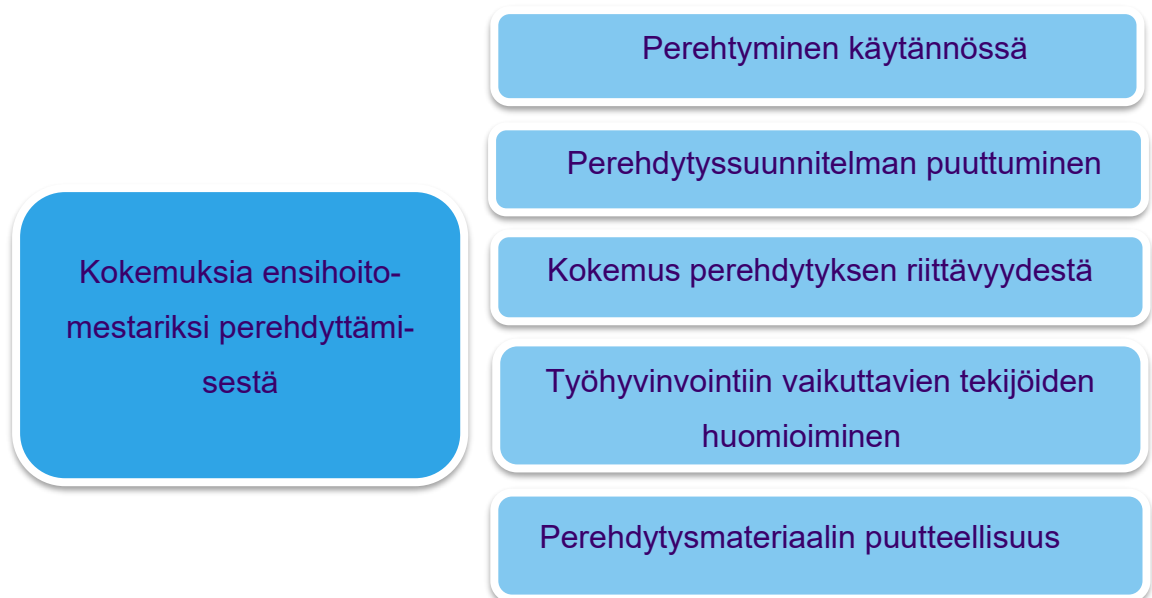 Kokemuksia ensihoito-
mestariksi perehdyttämi-
sestä
Perehtyminen käytännössä
Perehdytyssuunnitelman puuttuminen
Kokemus perehdytyksen riittävyydestä
Työhyvinvointiin vaikuttavien tekijöiden
huomioiminen
Perehdytysmateriaalin puutteellisuus